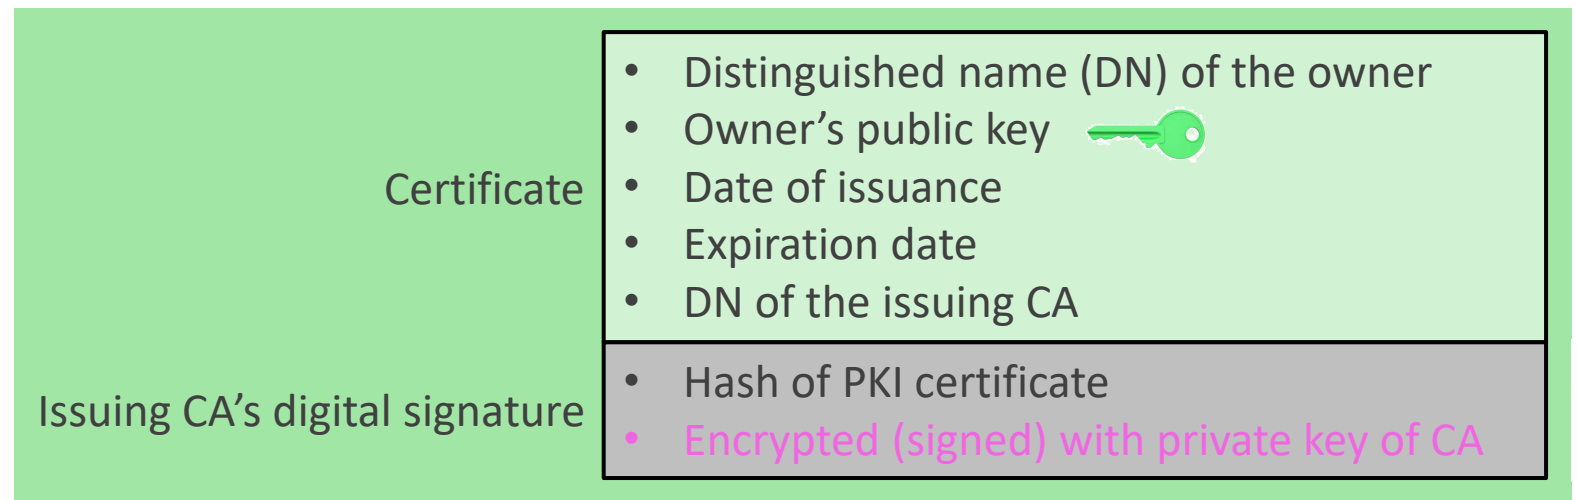 Certificate
• Distinguished name (DN) of the owner
• Owner’s public key
• Date of issuance
• Expiration date
• DN of the issuing CA
Issuing CA’s digital signature
• Hash of PKI certificate
• Encrypted (signed) with private key of CA